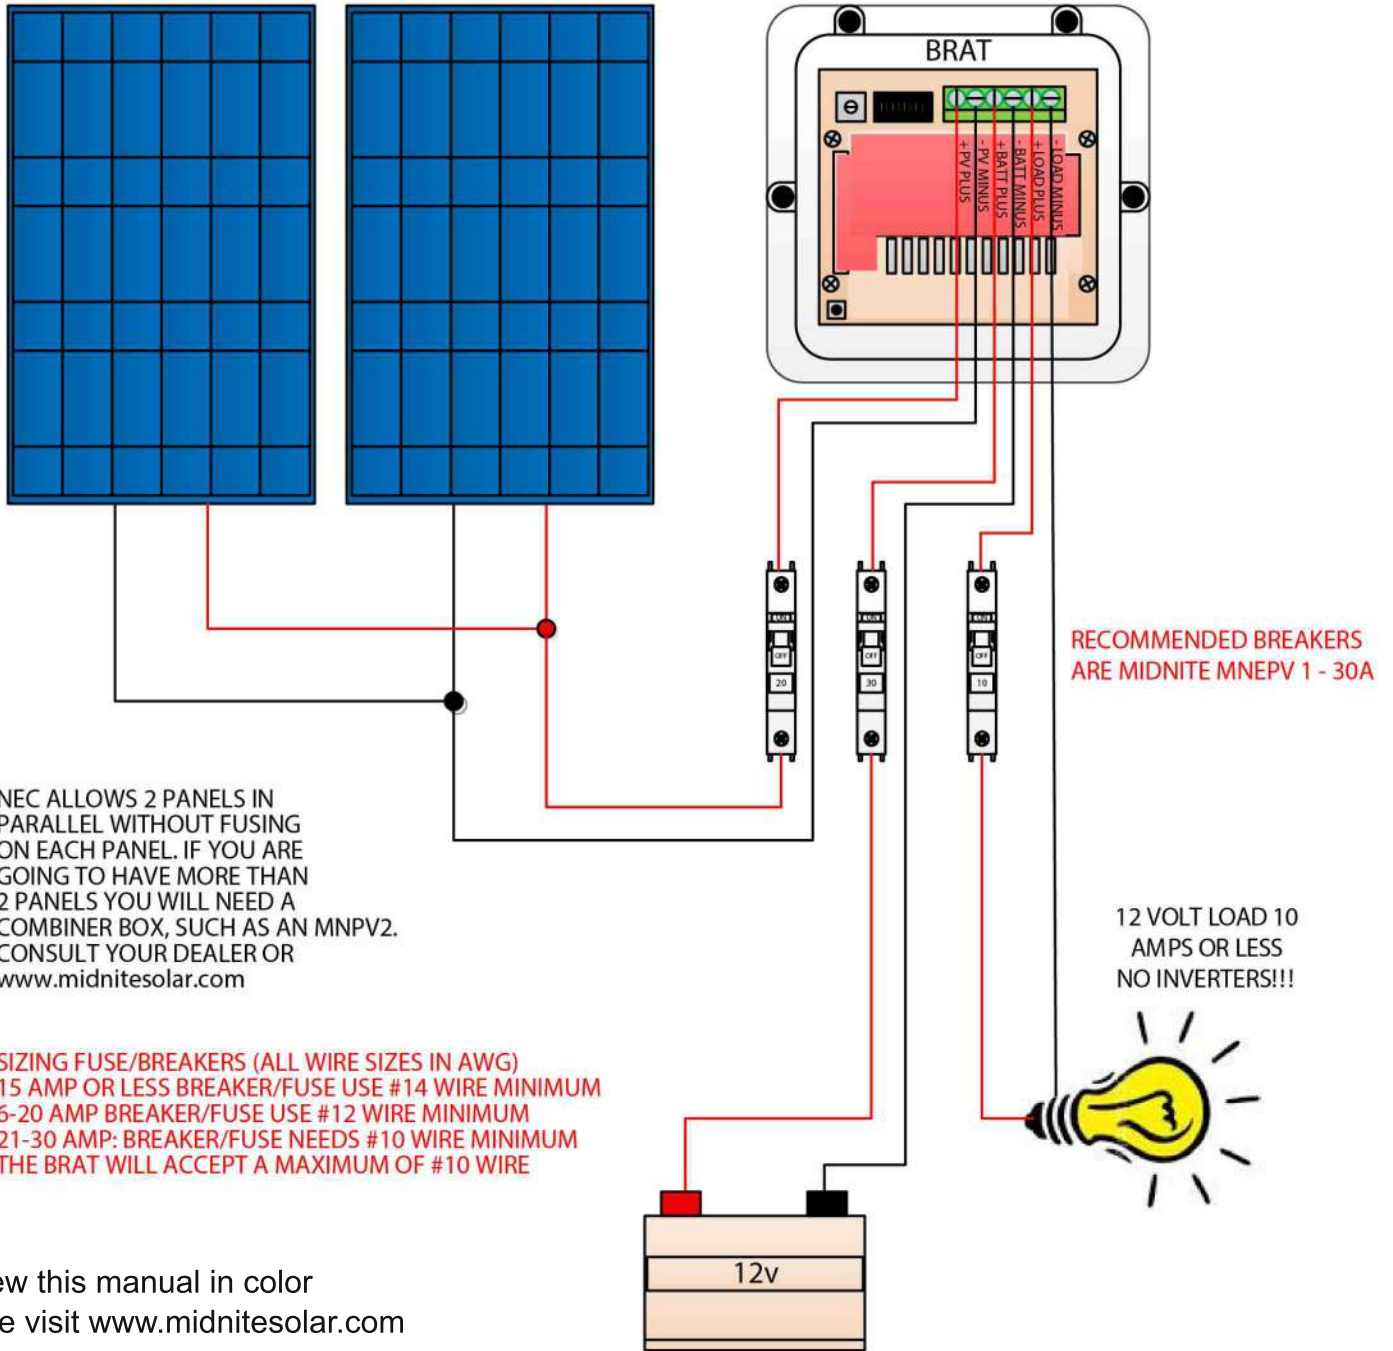 BRAT
+ PV PLUS
- PV MINUS
+ BATT PLUS
- BATT MINUS
+ LOAD PLUS
- LOAD MINUS
ON
OFF
20
ON
OFF
30
ON
OFF
10
RECOMMENDED BREAKERS
ARE MIDNITE MNEPV 1 - 30A
NEC ALLOWS 2 PANELS IN
PARALLEL WITHOUT FUSING
ON EACH PANEL. IF YOU ARE
GOING TO HAVE MORE THAN
2 PANELS YOU WILL NEED A
COMBINER BOX, SUCH AS AN MNPV2.
CONSULT YOUR DEALER OR
www.midnitesolar.com
12 VOLT LOAD 10
AMPS OR LESS
NO INVERTERS!!!
SIZING FUSE/BREAKERS (ALL WIRE SIZES IN AWG)
15 AMP OR LESS BREAKER/FUSE USE #14 WIRE MINIMUM
6-20 AMP BREAKER/FUSE USE #12 WIRE MINIMUM
21-30 AMP: BREAKER/FUSE NEEDS #10 WIRE MINIMUM
THE BRAT WILL ACCEPT A MAXIMUM OF #10 WIRE
12v
ew this manual in color
e visit www.midnitesolar.com